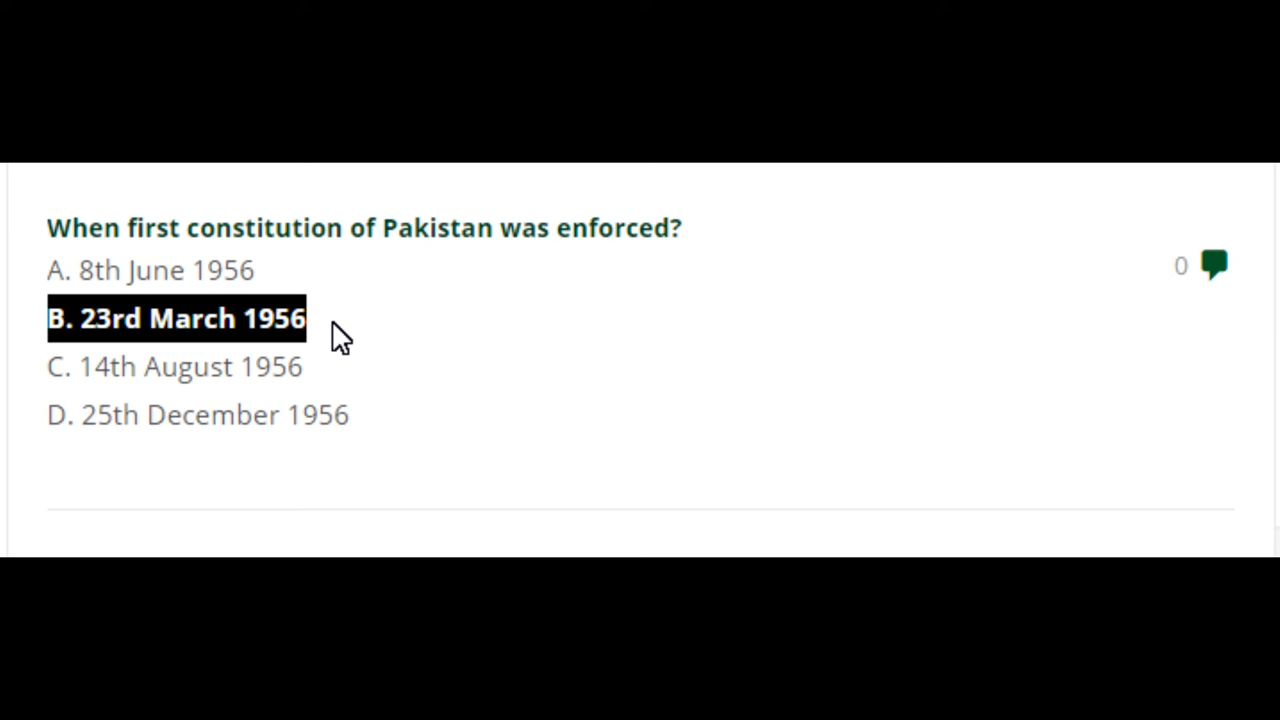 When first constitution of Pakistan was enforced?
A. 8th June 1956
0
B. 23rd March 1956
C. 14th August 1956
D. 25th December 1956